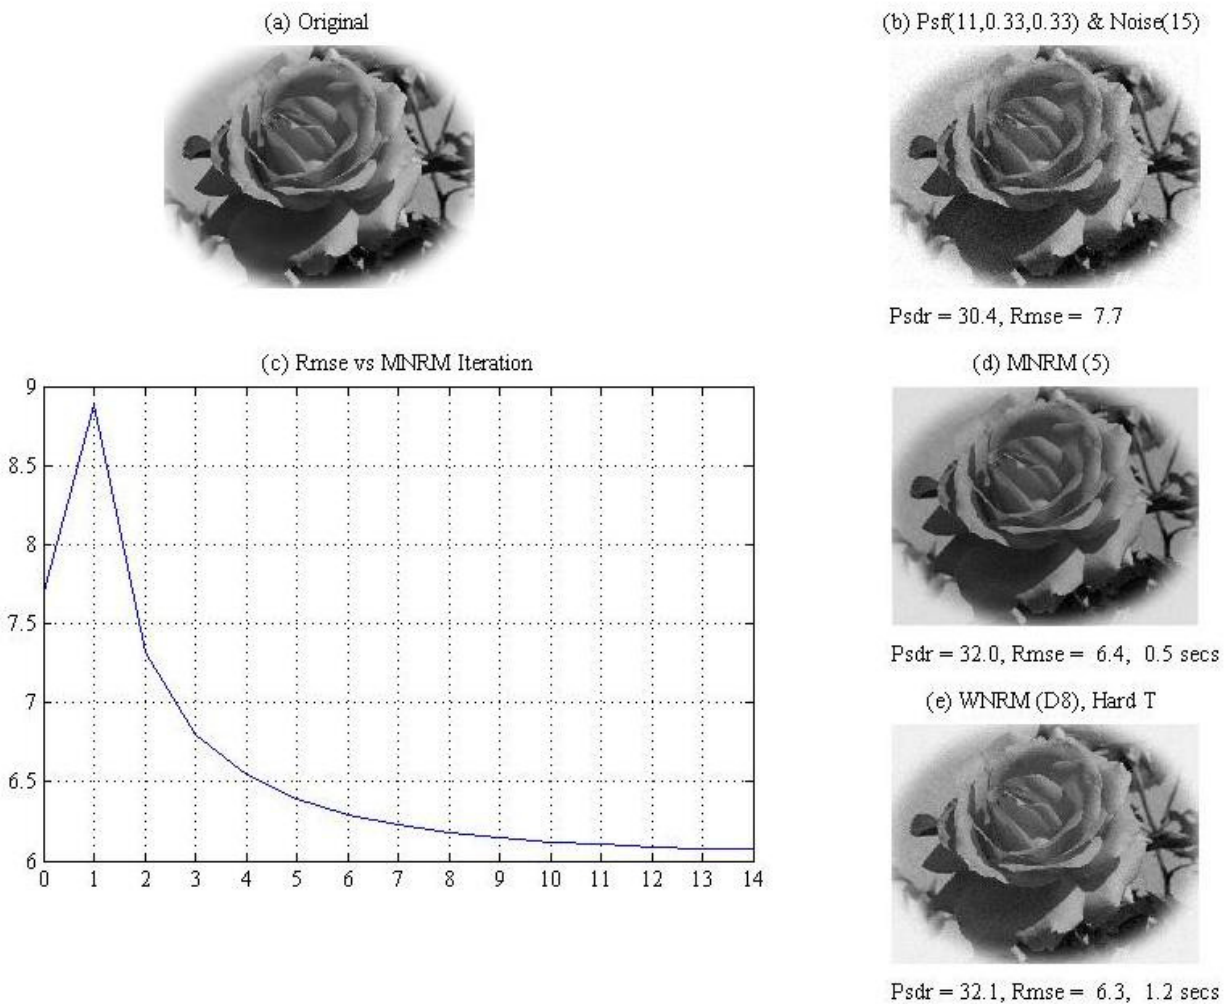 (a) Original
(b) Psf(11,0.33,0.33) & Noise(15)
Psdr = 30.4, Rmse = 7.7
(c) Rmse vs MNRM Iteration
9
8.5
8
7.5
7
6.5
6
0 1 2 3 4 5 6 7 8 9 10 11 12 13 14
(d) MNRM (5)
Psdr = 32.0, Rmse = 6.4, 0.5 secs
(e) WNRM (D8), Hard T
Psdr = 32.1, Rmse = 6.3, 1.2 secs